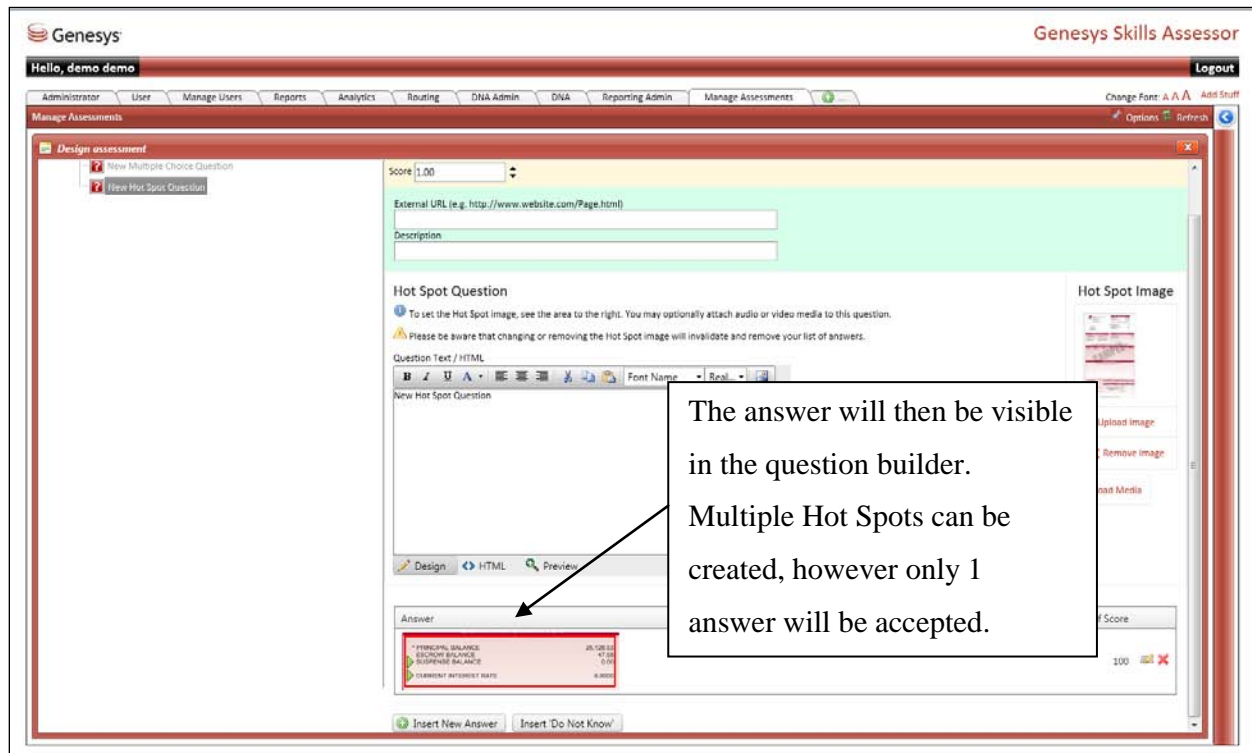 Genesys
Genesys Skills Assessor
Hello, demo demo
Logout
Administrator User Manage Users Reports Analytics Routing DNA Admin DNA Reporting Admin Manage Assessments ...
Change Font: A A A Add Stuff
Manage Assessments
Options Refresh
Design assessment
New Multiple Choice Question
New Hot Spot Question
Score 1.00
External URL (e.g. http://www.website.com/Page.html)
Description
Hot Spot Question
To set the Hot Spot image, see the area to the right. You may optionally attach audio or video media to this question.
Please be aware that changing or removing the Hot Spot image will invalidate and remove your list of answers.
Question Text / HTML
B I U A Font Name Real...
New Hot Spot Question
Design HTML Preview
Hot Spot Image
SAMPLE
Upload Image
Remove Image
oad Media
The answer will then be visible
in the question builder.
Multiple Hot Spots can be
created, however only 1
answer will be accepted.
Answer
f Score
* PRINCIPAL BALANCE
ESCROW BALANCE 47.58
SUSPENSE BALANCE 0.00
CURRENT INTEREST RATE
100
Insert New Answer Insert 'Do Not Know'